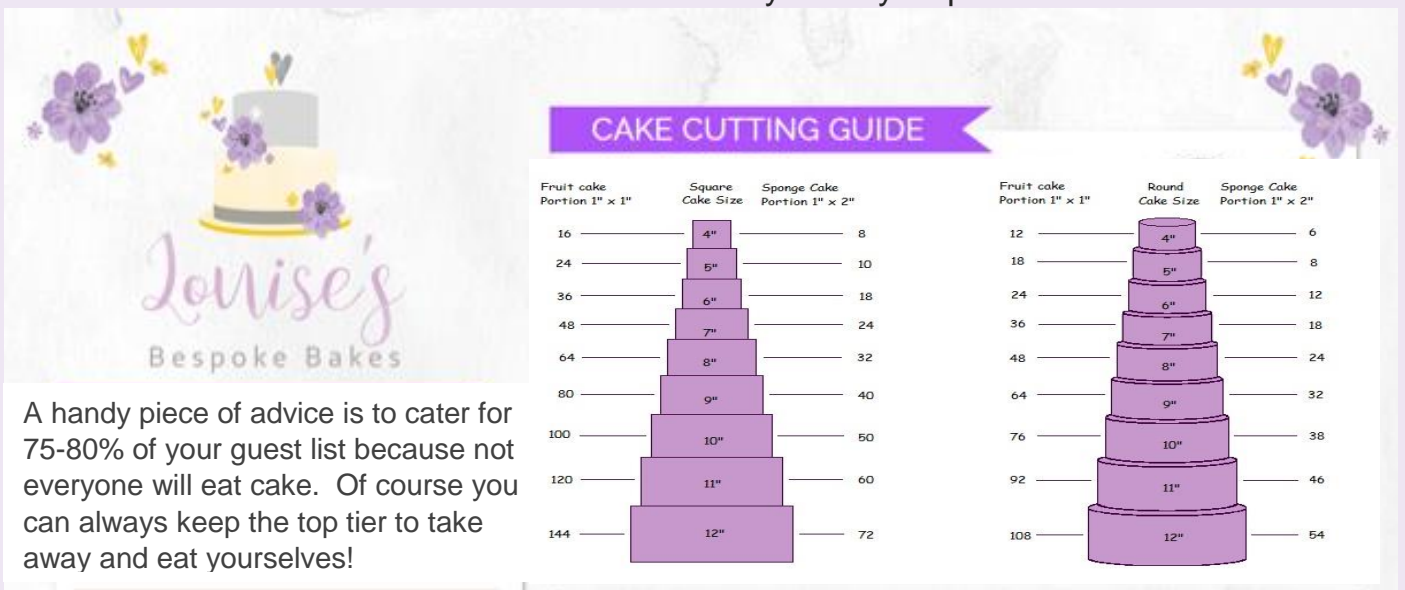 Louise's
Bespoke Bakes
A handy piece of advice is to cater for
75-80% of your guest list because not
everyone will eat cake.  Of course you
can always keep the top tier to take
away and eat yourselves!
CAKE CUTTING GUIDE
Fruit cake Square Sponge Cake
Portion 1" x 1" Cake Size Portion 1" x 2"
16 4" 8
24 5" 10
36 6" 18
48 7" 24
64 8" 32
80 9" 40
100 10" 50
120 11" 60
144 12" 72
Fruit cake Round Sponge Cake
Portion 1" x 1" Cake Size Portion 1" x 2"
12 4" 6
18 5" 8
24 6" 12
36 7" 18
48 8" 24
64 9" 32
76 10" 38
92 11" 46
108 12" 54